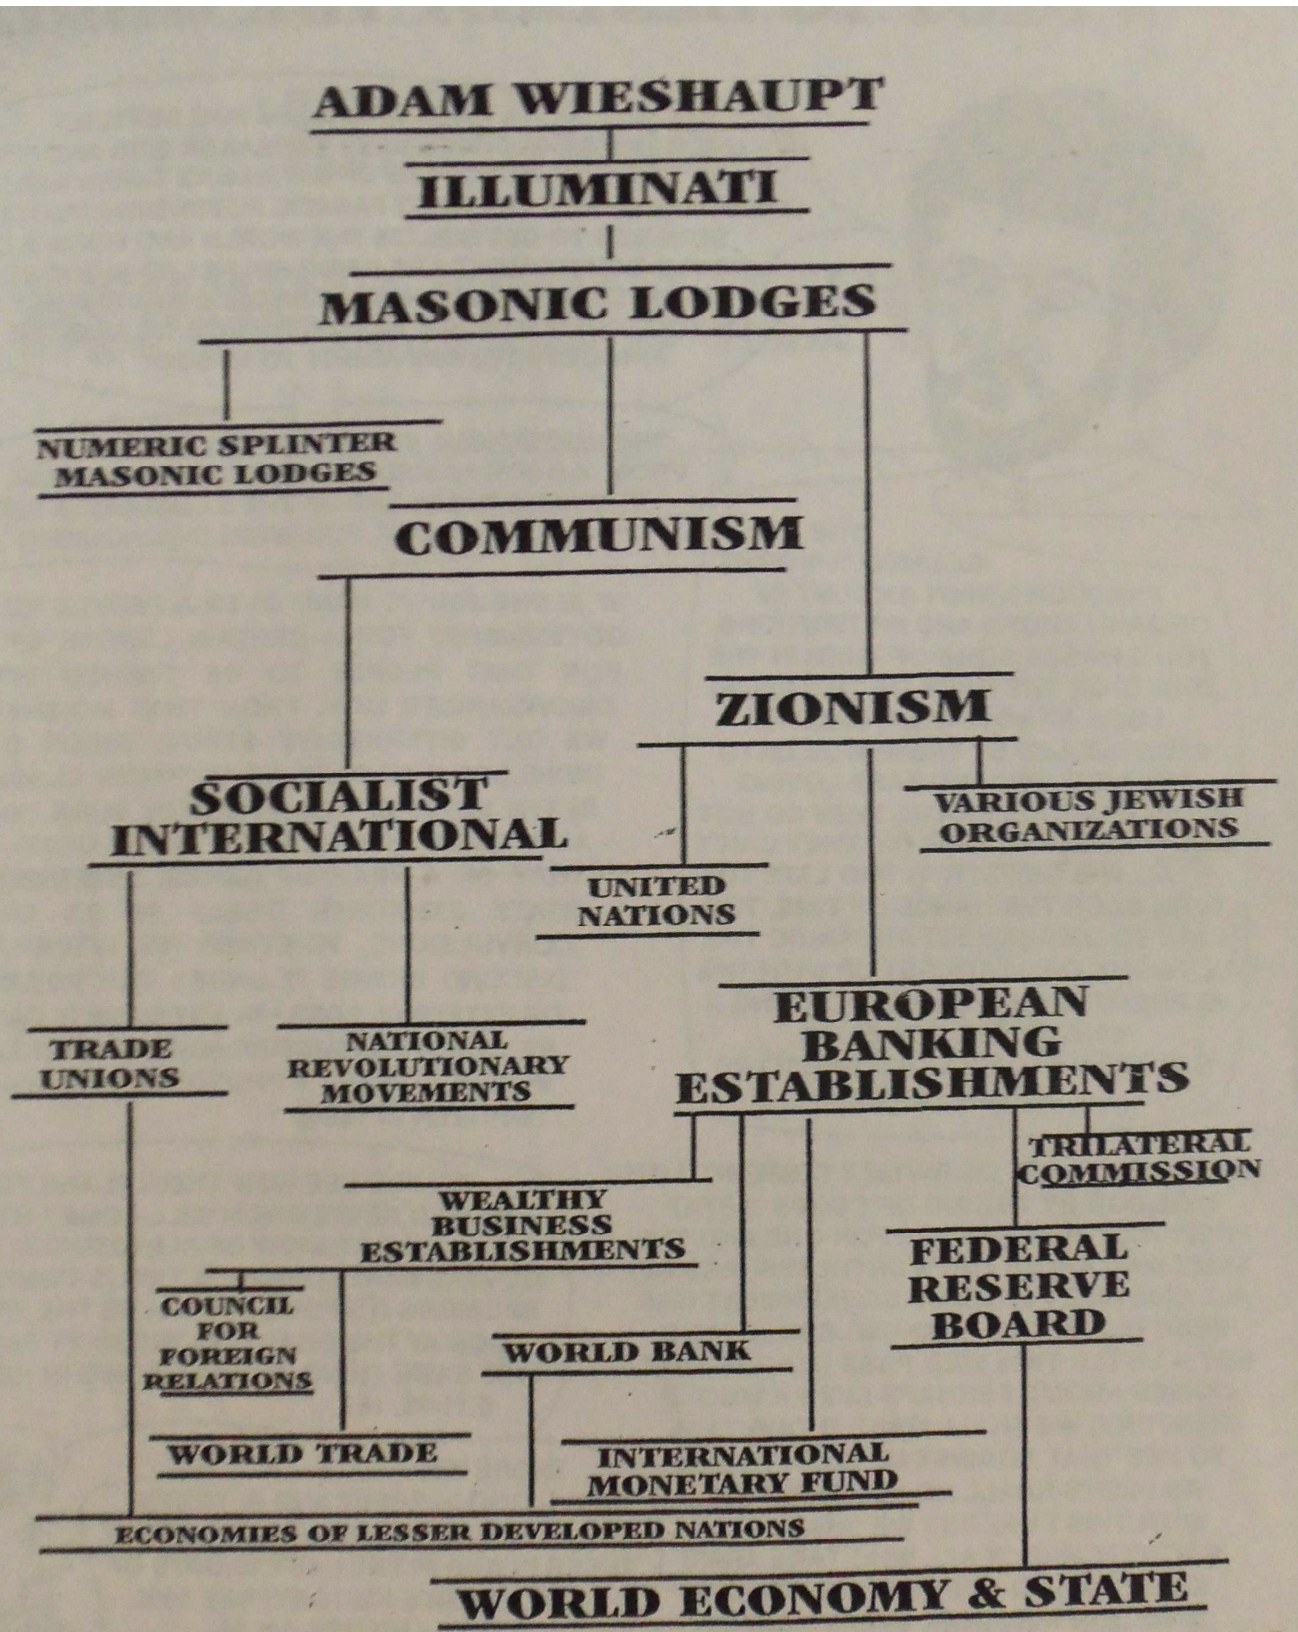 ADAM WIESHAUPT
ILLUMINATI
MASONIC LODGES
NUMERIC SPLINTER
MASONIC LODGES
COMMUNISM
ZIONISM
SOCIALIST
INTERNATIONAL
VARIOUS JEWISH
ORGANIZATIONS
UNITED
NATIONS
EUROPEAN
BANKING
ESTABLISHMENTS
TRADE
UNIONS
NATIONAL
REVOLUTIONARY
MOVEMENTS
TRILATERAL
COMMISSION
WEALTHY
BUSINESS
ESTABLISHMENTS
FEDERAL
RESERVE
BOARD
COUNCIL
FOR
FOREIGN
RELATIONS
WORLD BANK
WORLD TRADE
INTERNATIONAL
MONETARY FUND
ECONOMIES OF LESSER DEVELOPED NATIONS
WORLD ECONOMY & STATE